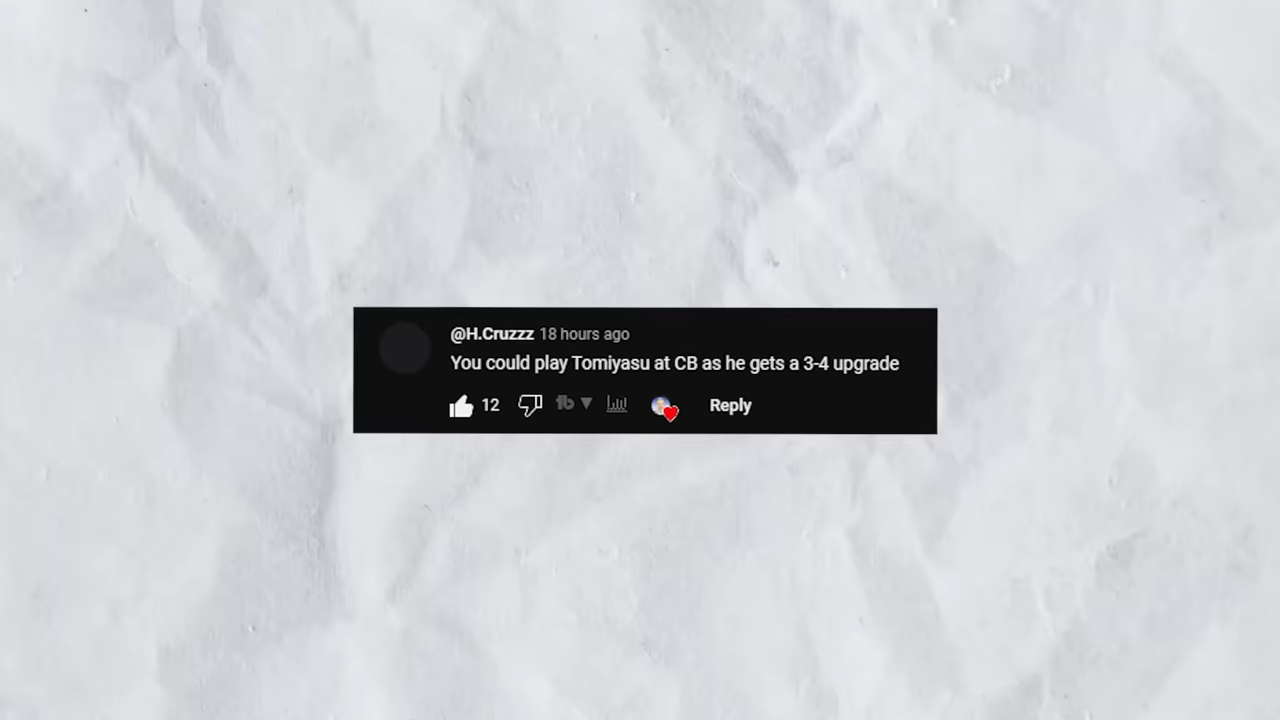 @H.Cruzzz 18 hours ago
You could play Tomiyasu at CB as he gets a 3-4 upgrade
12 Reply